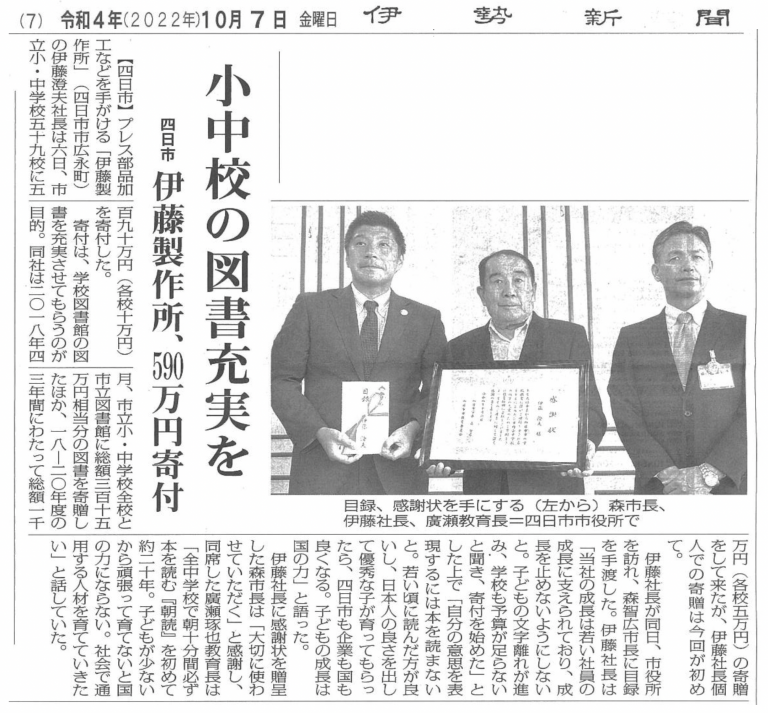 (7) 令和4年(2022年)10月7日 金曜日 伊勢新聞
小中校の図書充実を
四日市 伊藤製作所、590万円寄付
【四日市】プレス部品加
工などを手がける「伊藤製
作所」(四日市市広永町)
の伊藤澄夫社長は六日、市
立小・中学校五十九校に五
百九十万円(各校十万円)
を寄付した。
寄付は、学校図書館の図
書を充実させてもらうのが
目的。同社は二〇一八年四
月、市立小・中学校全校と
市立図書館に総額三百十五
万円相当分の図書を寄贈し
たほか、一八―二〇年度の
三年間にわたって総額一千
万円(各校五万円)の寄贈
をして来たが、伊藤社長個
人での寄贈は今回が初め
て。
伊藤社長が同日、市役所
を訪れ、森智広市長に目録
を手渡した。伊藤社長は
「当社の成長は若い社員の
成長に支えられており、成
長を止めないようにしない
と。子どもの文字離れが進
み、学校も予算が足らない
と聞き、寄付を始めた」と
した上で「自分の意思を表
現するには本を読まない
と。若い頃に読んだ方が良
いし、日本人の良さを出し
て優秀な子が育ってもらっ
たら、四日市も企業も国も
良くなる。子どもの成長は
国の力」と語った。
伊藤社長に感謝状を贈呈
した森市長は「大切に使わ
せていただく」と感謝し、
同席した廣瀬琢也教育長は
「全中学校で朝十分間必ず
本を読む『朝読』を初めて
約二十年。子どもが少ない
から頑張って育てないと国
の力にならない。社会で通
用する人材を育てていきた
い」と話していた。
目録
感謝状
目録、感謝状を手にする(左から)森市長、
伊藤社長、廣瀬教育長=四日市市役所で